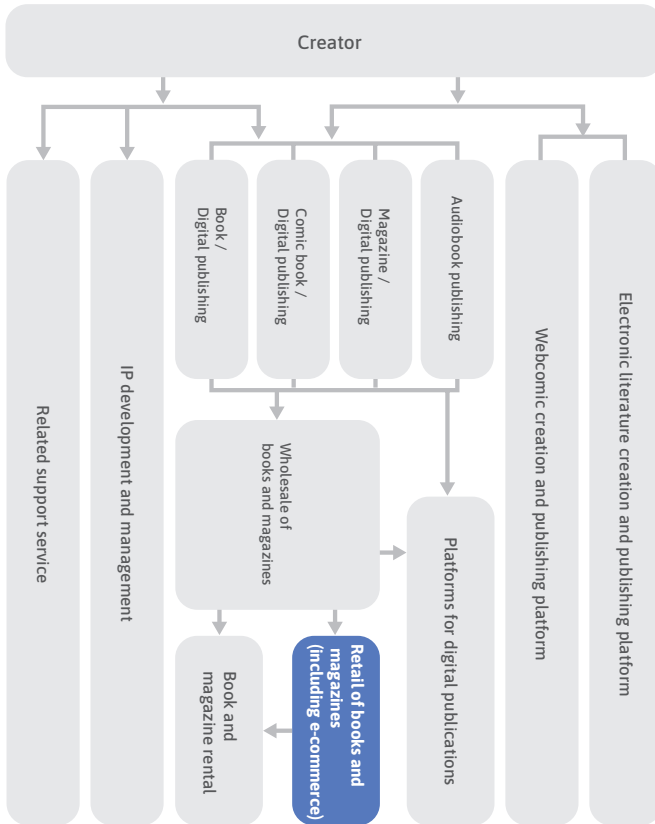 Creator
Related support service
IP development and management
Book /
Digital publishing
Comic book /
Digital publishing
Magazine /
Digital publishing
Audiobook publishing
Webcomic creation and publishing platform
Electronic literature creation and publishing platform
Wholesale of
books and magazines
Platforms for digital publications
Book and
magazine rental
Retail of books and
magazines
(including e-commerce)